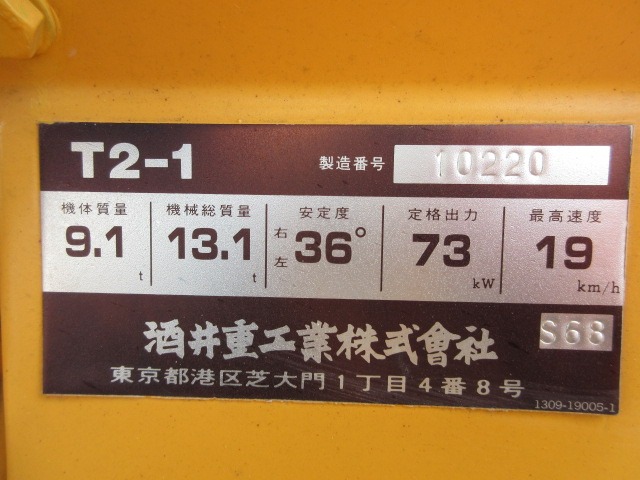 T2-1 製造番号 10220
機体質量 機械総質量 安定度 定格出力 最高速度
9.1 t 13.1 t 右左 36° 73 kW 19 km/h
酒井重工業株式會社 S68
東京都港区芝大門1丁目4番8号
1309-19005-1